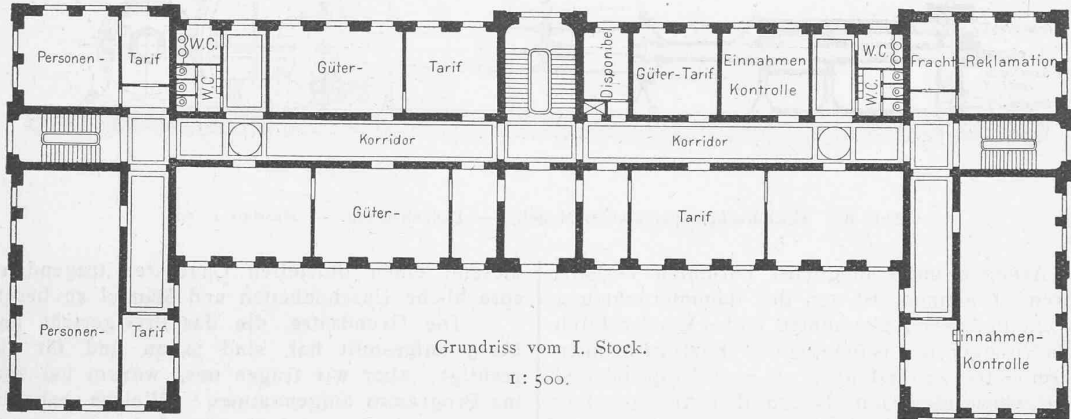 Personen-
Tarif
W.C.
W.C.
Güter-
Tarif
Disponibel
Güter-Tarif
Einnahmen
Kontrolle
W.C.
W.C.
Fracht-Reklamation
Korridor
Korridor
Güter-
Tarif
Personen-
Tarif
Einnahmen-
Kontrolle
Grundriss vom I. Stock.
1 : 500.